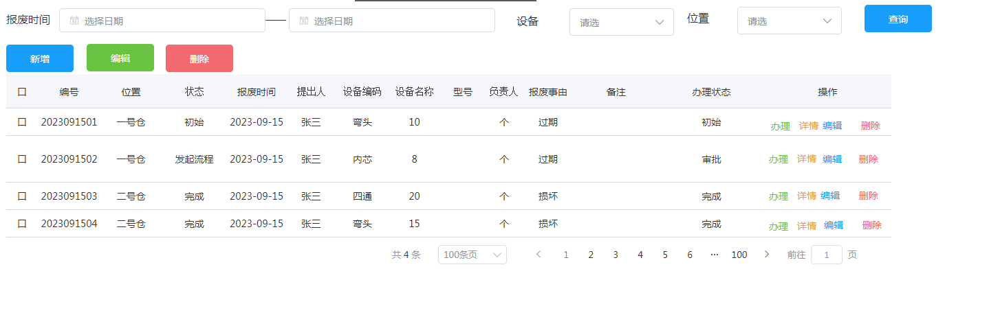 报废时间 选择日期 —— 选择日期 设备 请选 位置 请选 查询
新增 编辑 删除
口 编号 位置 状态 报废时间 提出人 设备编码 设备名称 型号 负责人 报废事由 备注 办理状态 操作
口 2023091501 一号仓 初始 2023-09-15 张三 弯头 10 个 过期 初始 办理 详情 编辑 删除
口 2023091502 一号仓 发起流程 2023-09-15 张三 内芯 8 个 过期 审批 办理 详情 编辑 删除
口 2023091503 二号仓 完成 2023-09-15 张三 四通 20 个 损坏 完成 办理 详情 编辑 删除
口 2023091504 二号仓 完成 2023-09-15 张三 弯头 15 个 损坏 完成 办理 详情 编辑 删除
共 4 条 100条页 1 2 3 4 5 6 ··· 100 前往 1 页